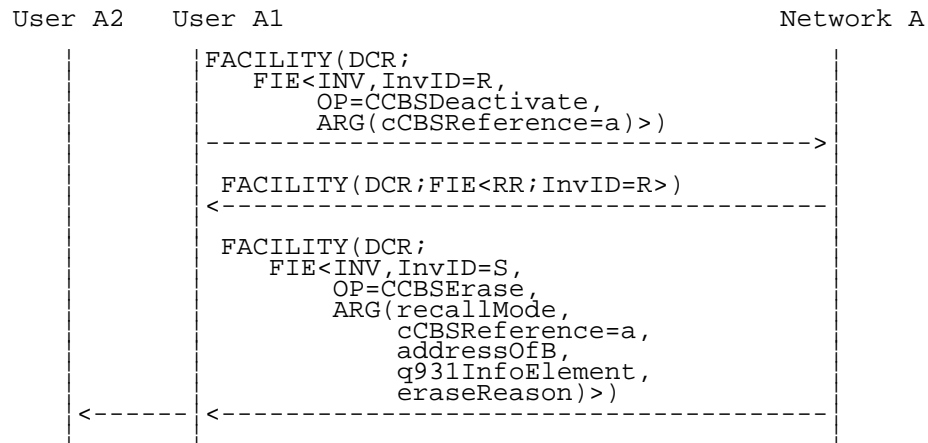 User A2 User A1 Network A
FACILITY(DCR;
FIE<INV,InvID=R,
OP=CCBSDeactivate,
ARG(cCBSReference=a)>)
FACILITY(DCR;FIE<RR;InvID=R>)
FACILITY(DCR;
FIE<INV,InvID=S,
OP=CCBSErase,
ARG(recallMode,
cCBSReference=a,
addressOfB,
q931InfoElement,
eraseReason)>)